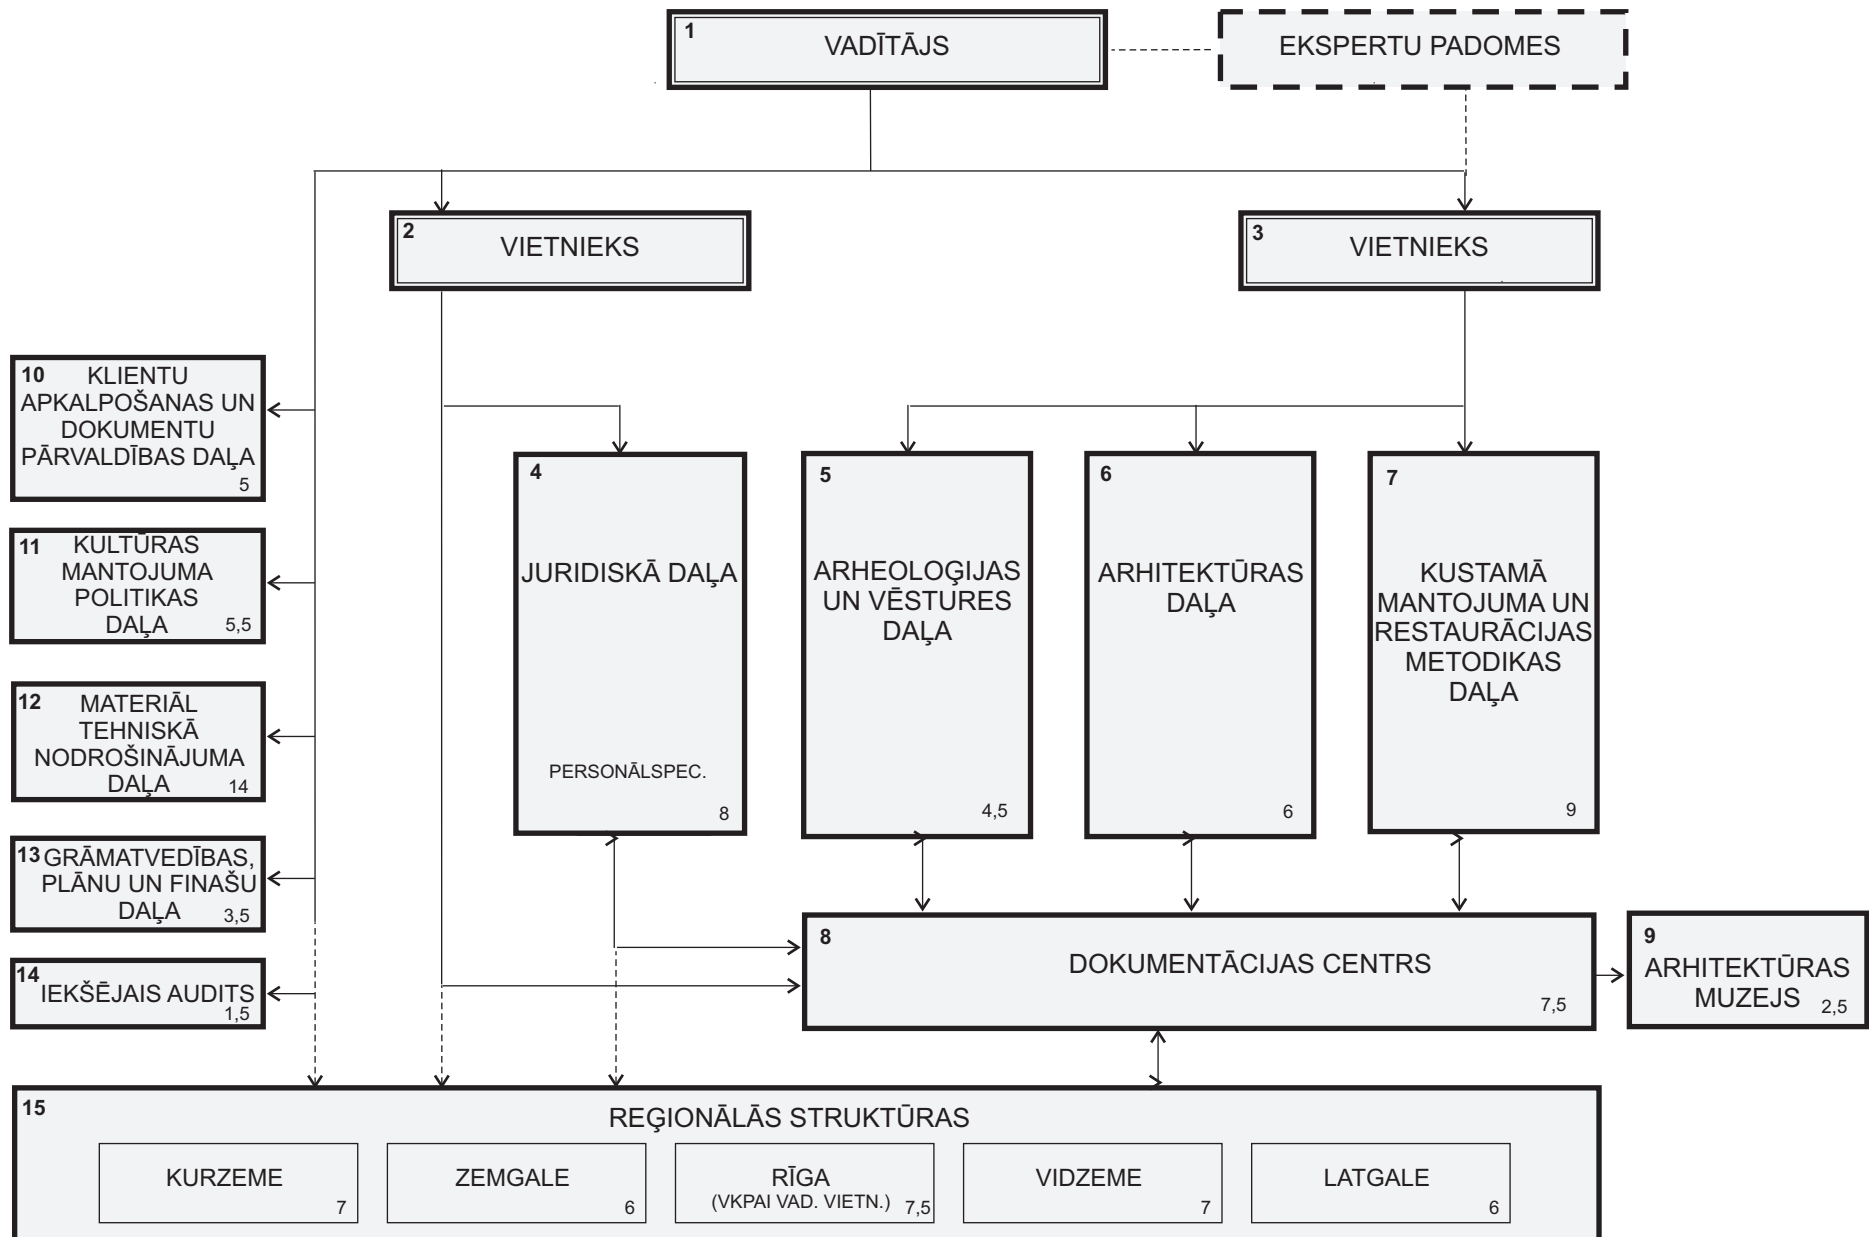 1
VADĪTĀJS
EKSPERTU PADOMES
2
VIETNIEKS
3
VIETNIEKS
10 KLIENTU
APKALPOŠANAS UN
DOKUMENTU
PĀRVALDĪBAS DAĻA
5
11 KULTŪRAS
MANTOJUMA
POLITIKAS
DAĻA 5,5
12 MATERIĀL
TEHNISKĀ
NODROŠINĀJUMA
DAĻA 14
13 GRĀMATVEDĪBAS,
PLĀNU UN FINAŠU
DAĻA 3,5
14
IEKŠĒJAIS AUDITS
1,5
4
JURIDISKĀ DAĻA
PERSONĀLSPEC.
8
5
ARHEOLOĢIJAS
UN VĒSTURES
DAĻA
4,5
6
ARHITEKTŪRAS
DAĻA
6
7
KUSTAMĀ
MANTOJUMA UN
RESTAURĀCIJAS
METODIKAS
DAĻA
9
8
DOKUMENTĀCIJAS CENTRS
7,5
9
ARHITEKTŪRAS
MUZEJS 2,5
15
REĢIONĀLĀS STRUKTŪRAS
KURZEME
7
ZEMGALE
6
RĪGA
(VKPAI VAD. VIETN.) 7,5
VIDZEME
7
LATGALE
6